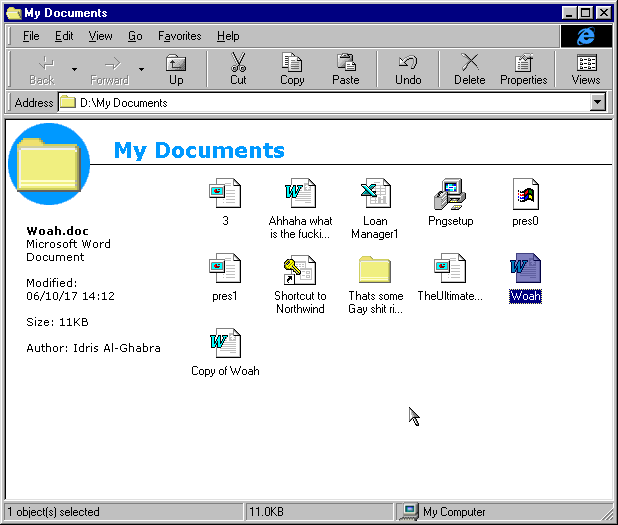 My Documents
File Edit View Go Favorites Help
Back Forward Up Cut Copy Paste Undo Delete Properties Views
Address D:\My Documents
My Documents
Woah.doc
Microsoft Word
Document
Modified:
06/10/17 14:12
Size: 11KB
Author: Idris Al-Ghabra
3
Ahhaha what
is the fucki...
Loan
Manager1
Pngsetup
pres0
pres1
Shortcut to
Northwind
Thats some
Gay shit ri...
TheUltimate...
Woah
Copy of Woah
1 object(s) selected
11.0KB
My Computer